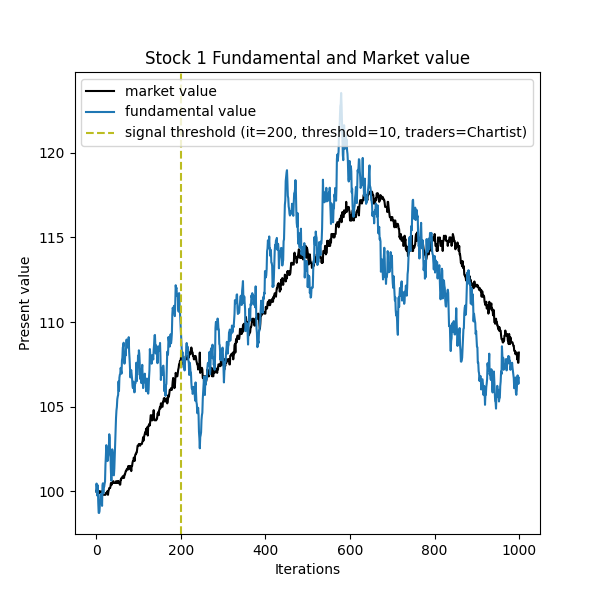 Stock 1 Fundamental and Market value
market value
fundamental value
signal threshold (it=200, threshold=10, traders=Chartist)
Present value
120
115
110
105
100
0 200 400 600 800 1000
Iterations